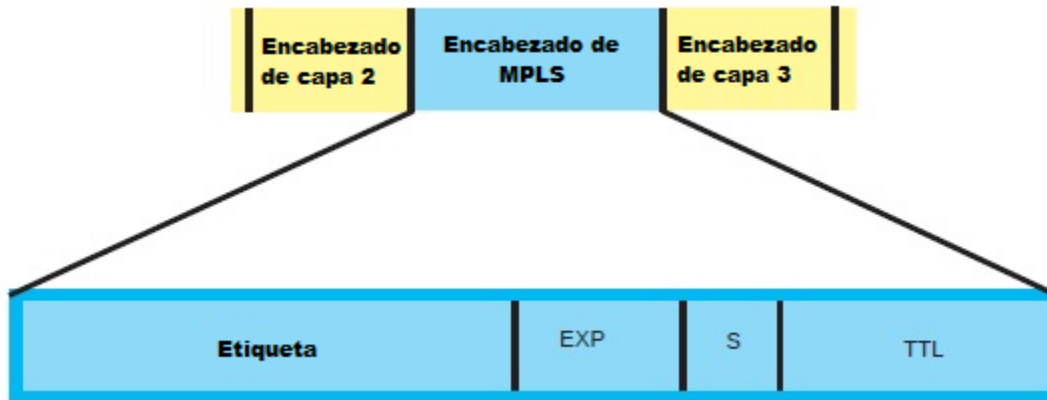 Encabezado
de capa 2
Encabezado de
MPLS
Encabezado
de capa 3
Etiqueta
EXP
S
TTL